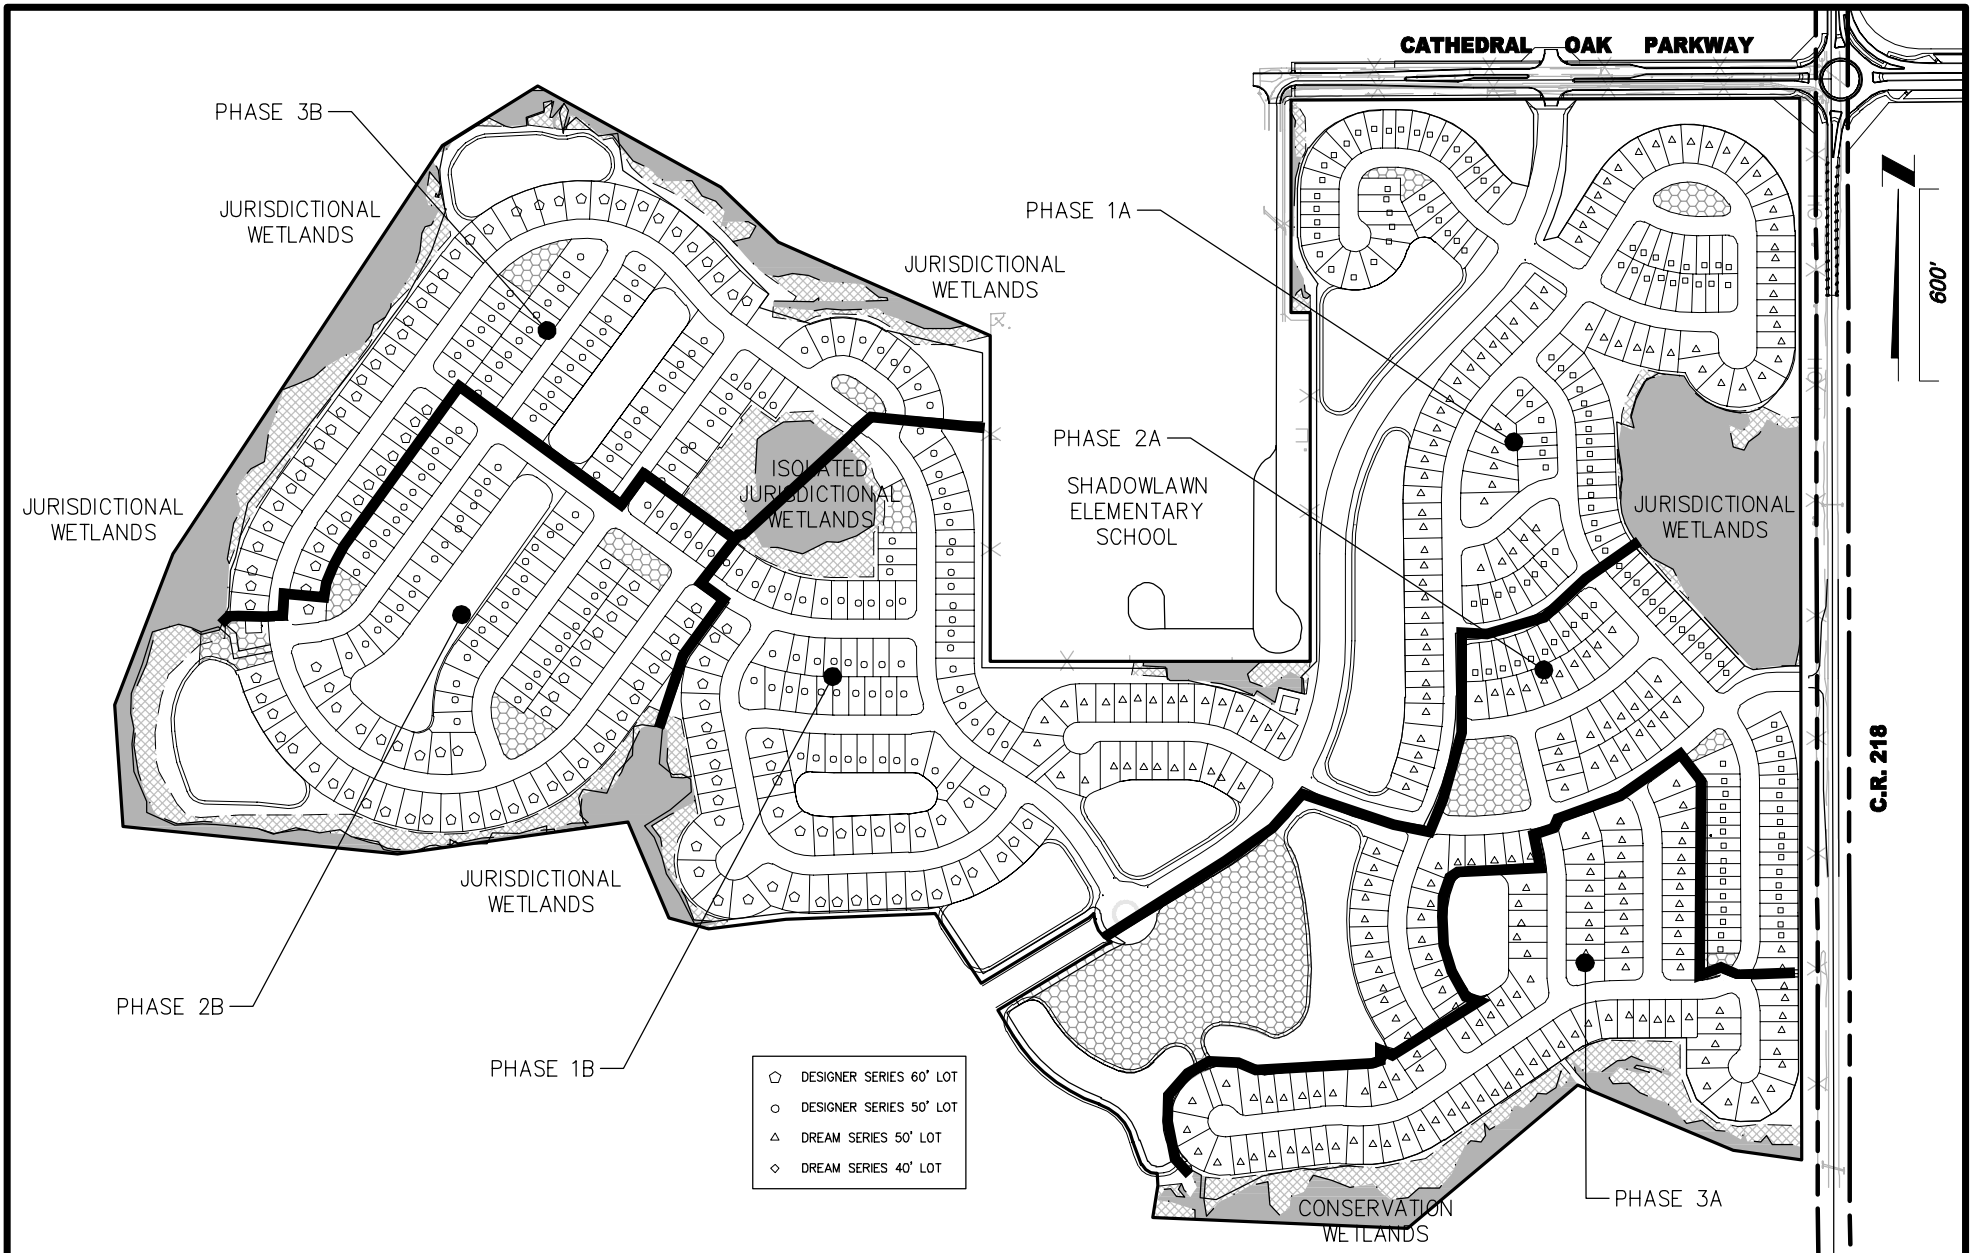 CATHEDRAL OAK PARKWAY
PHASE 3B
JURISDICTIONAL
WETLANDS
PHASE 1A
JURISDICTIONAL
WETLANDS
600'
PHASE 2A
ISOLATED
JURISDICTIONAL
WETLANDS
SHADOWLAWN
ELEMENTARY
SCHOOL
JURISDICTIONAL
WETLANDS
JURISDICTIONAL
WETLANDS
C.R. 218
JURISDICTIONAL
WETLANDS
PHASE 2B
PHASE 1B
DESIGNER SERIES 60' LOT
DESIGNER SERIES 50' LOT
DREAM SERIES 50' LOT
DREAM SERIES 40' LOT
PHASE 3A
CONSERVATION
WETLANDS